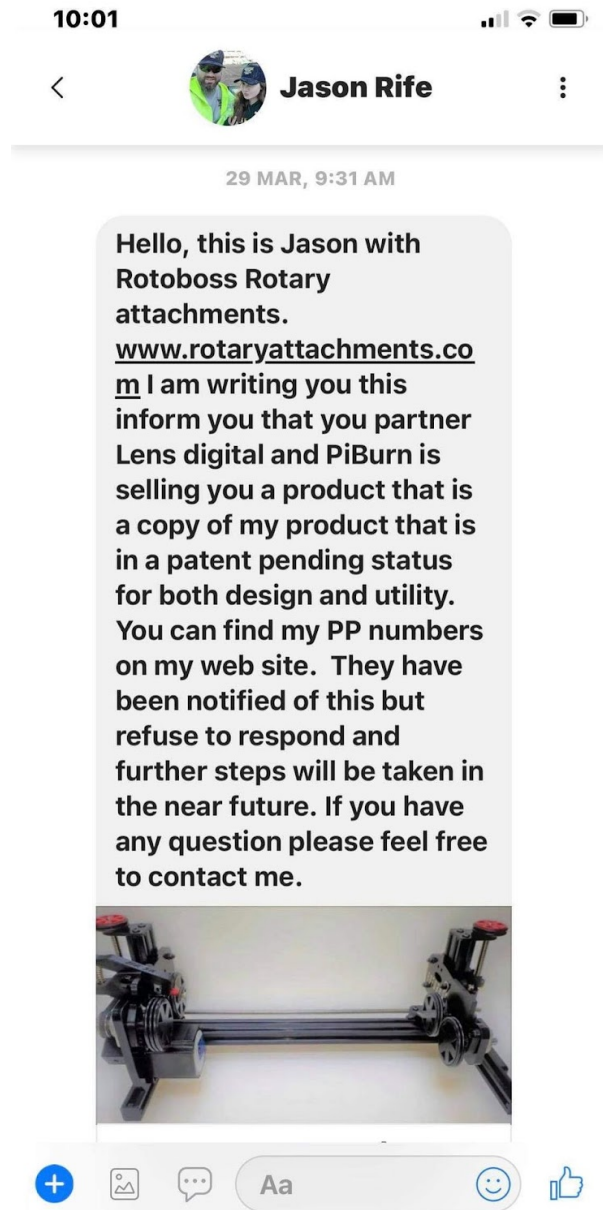 10:01
Jason Rife
29 MAR, 9:31 AM
Hello, this is Jason with
Rotoboss Rotary
attachments.
www.rotaryattachments.co
m I am writing you this
inform you that you partner
Lens digital and PiBurn is
selling you a product that is
a copy of my product that is
in a patent pending status
for both design and utility.
You can find my PP numbers
on my web site.  They have
been notified of this but
refuse to respond and
further steps will be taken in
the near future. If you have
any question please feel free
to contact me.
Aa